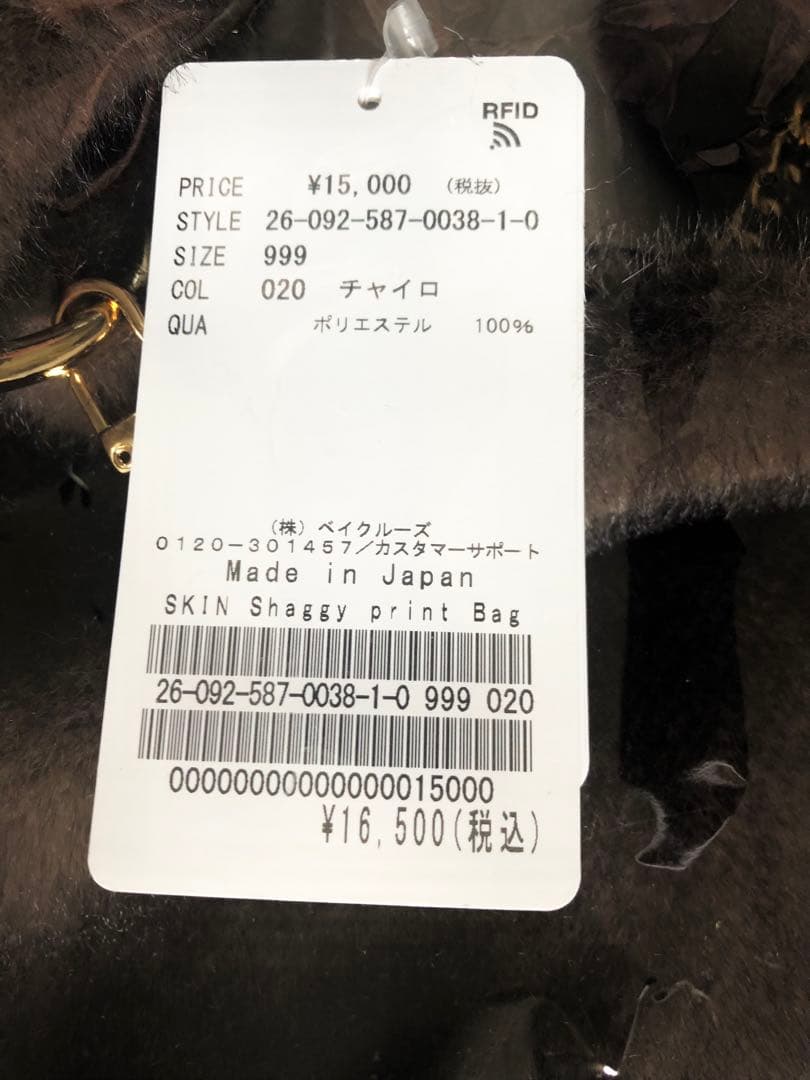 RFID
PRICE ¥15,000 (税抜)
STYLE 26-092-587-0038-1-0
SIZE 999
COL 020 チャイロ
QUA ポリエステル 100%
(株) ベイクルーズ
0120-301457/カスタマーサポート
Made in Japan
SKIN Shaggy print Bag
26-092-587-0038-1-0 999 020
00000000000000015000
¥16,500(税込)